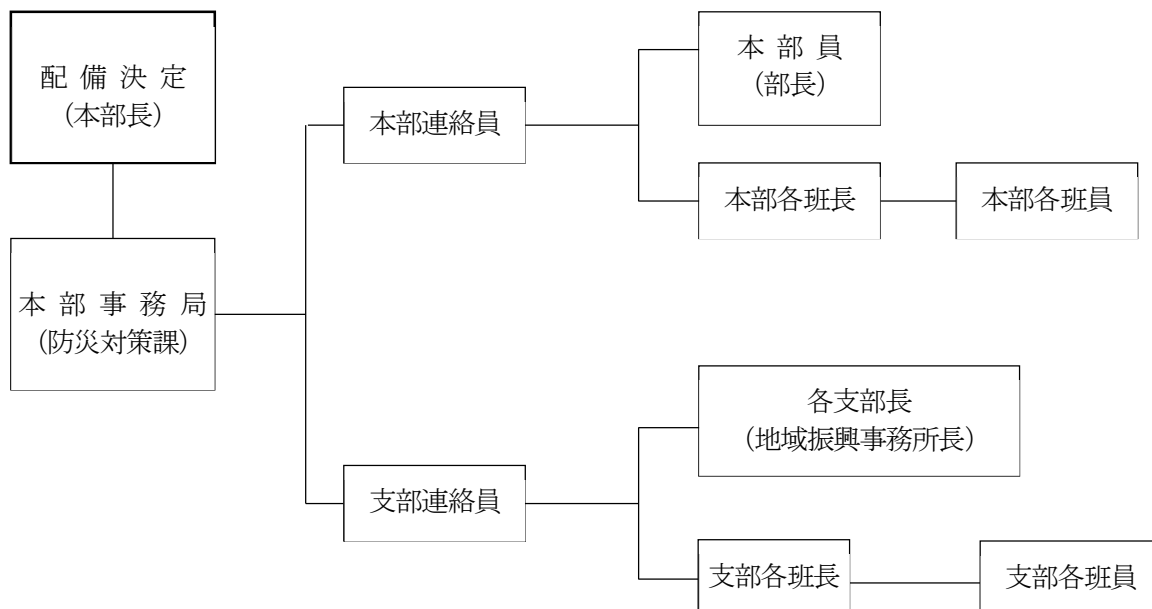 配備決定
(本部長)
本部事務局
(防災対策課)
本部連絡員
本部員
(部長)
本部各班長
本部各班員
支部連絡員
各支部長
(地域振興事務所長)
支部各班長
支部各班員